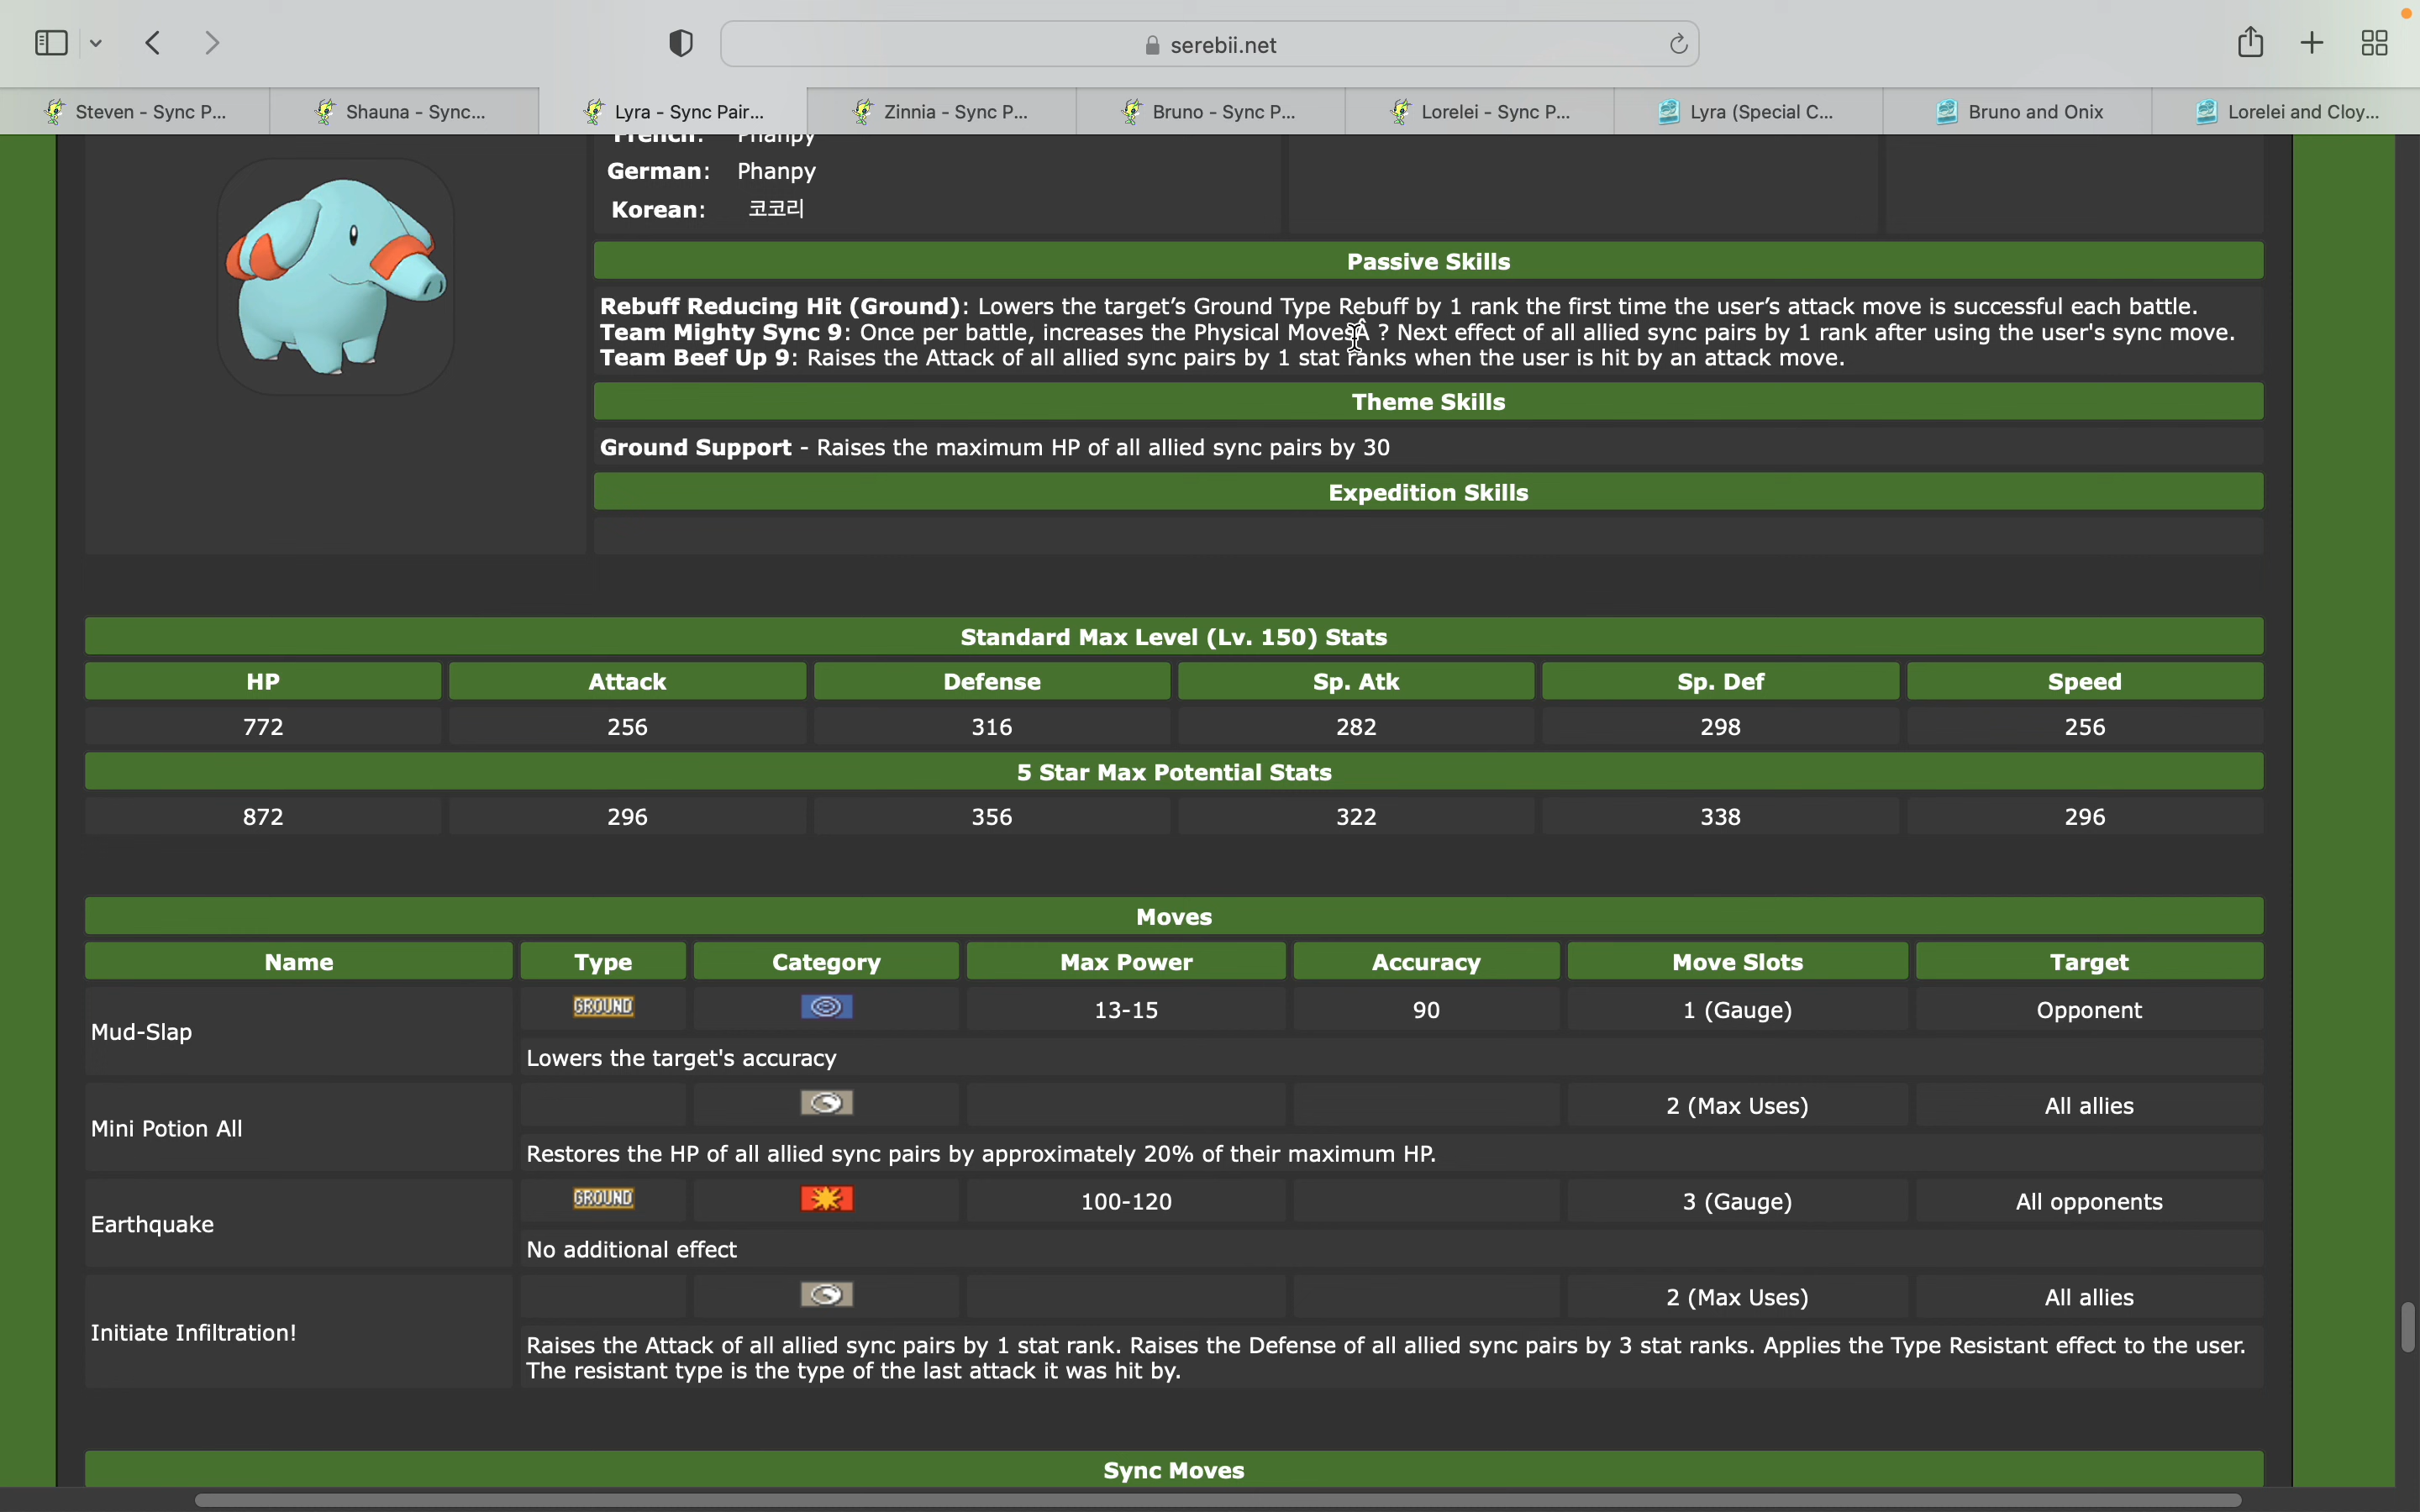 serebii.net
Steven - Sync P...
Shauna - Sync...
Lyra - Sync Pair...
Zinnia - Sync P...
Bruno - Sync P...
Lorelei - Sync P...
Lyra (Special C...
Bruno and Onix
Lorelei and Cloy...
French: Phanpy
German: Phanpy
Korean: 코코리
Passive Skills
Rebuff Reducing Hit (Ground): Lowers the target’s Ground Type Rebuff by 1 rank the first time the user’s attack move is successful each battle.
Team Mighty Sync 9: Once per battle, increases the Physical MovesÂ ? Next effect of all allied sync pairs by 1 rank after using the user's sync move.
Team Beef Up 9: Raises the Attack of all allied sync pairs by 1 stat ranks when the user is hit by an attack move.
Theme Skills
Ground Support - Raises the maximum HP of all allied sync pairs by 30
Expedition Skills
Standard Max Level (Lv. 150) Stats
HP Attack Defense Sp. Atk Sp. Def Speed
772 256 316 282 298 256
5 Star Max Potential Stats
872 296 356 322 338 296
Moves
Name Type Category Max Power Accuracy Move Slots Target
Mud-Slap GROUND 13-15 90 1 (Gauge) Opponent
Lowers the target's accuracy
Mini Potion All 2 (Max Uses) All allies
Restores the HP of all allied sync pairs by approximately 20% of their maximum HP.
Earthquake GROUND 100-120 3 (Gauge) All opponents
No additional effect
Initiate Infiltration! 2 (Max Uses) All allies
Raises the Attack of all allied sync pairs by 1 stat rank. Raises the Defense of all allied sync pairs by 3 stat ranks. Applies the Type Resistant effect to the user.
The resistant type is the type of the last attack it was hit by.
Sync Moves